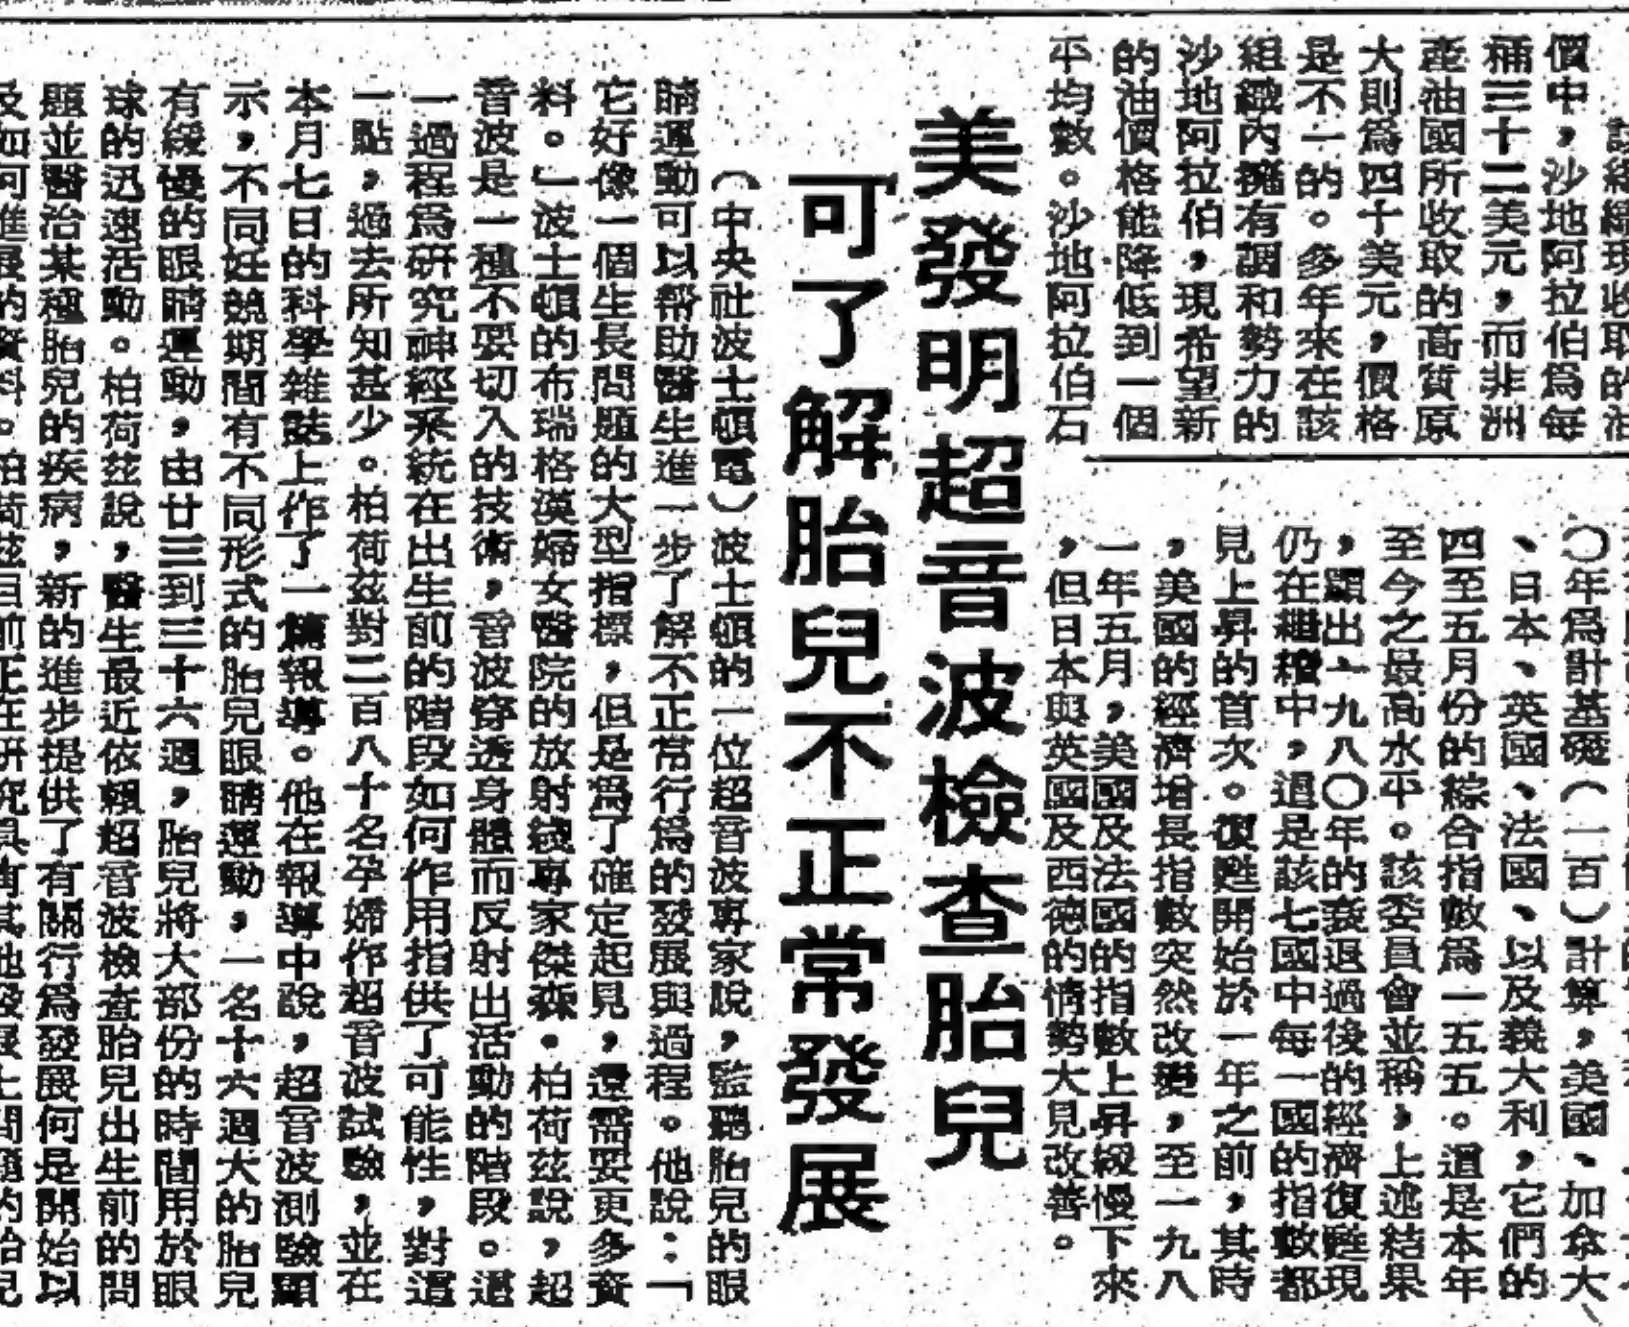 價中，沙地阿拉伯爲每
桶三十二美元，而非洲
產油國所收取的高質原
大則爲四十美元，價格
是不一的。多年來在該
組織內擁有調和勢力的
沙地阿拉伯，現希望新
的油價格能降低到一個
平均數。沙地阿拉伯石
〇年爲計基礎（一百）計算，美國、加拿大
、日本、英國、法國、以及義大利，它們的
四至五月份的綜合指數爲一五五。這是本年
至今之最高水平。該委員會並稱，上述結果
，顯出一九八〇年的衰退過後的經濟復甦現
仍在繼續中，這是該七國中每一國的指數都
見上昇的首次。復甦開始於一年之前，其時
，美國的經濟增長指數突然改變，至一九八
一年五月，美國及法國的指數上昇緩慢下來
，但日本與英國及西德的情勢大見改善。
美發明超音波檢查胎兒
可了解胎兒不正常發展
（中央社波士頓電）波士頓的一位超音波專家說，監聽胎兒的眼
睛運動可以幫助醫生進一步了解不正常行爲的發展與過程。他說：「
它好像一個生長問題的大型指標，但是爲了確定起見，還需要更多資
料。」波士頓的布瑞格漢婦女醫院的放射線專家傑森．柏荷茲說，超
音波是一種不要切入的技術，音波穿透身體而反射出活動的階段。這
一過程爲研究神經系統在出生前的階段如何作用指供了可能性，對這
一點，過去所知甚少。柏荷茲對二百八十名孕婦作超音波試驗，並在
本月七日的科學雜誌上作了一篇報導。他在報導中說，超音波測驗顯
示，不同妊娠期間有不同形式的胎兒眼睛運動，一名十六週大的胎兒
有緩慢的眼睛運動，由廿三到三十六週，胎兒將大部份的時間用於眼
球的迅速活動。柏荷茲說，醫生最近依賴超音波檢查胎兒出生前的問
題並醫治某種胎兒的疾病，新的進步提供了有關行爲發展何是開始以